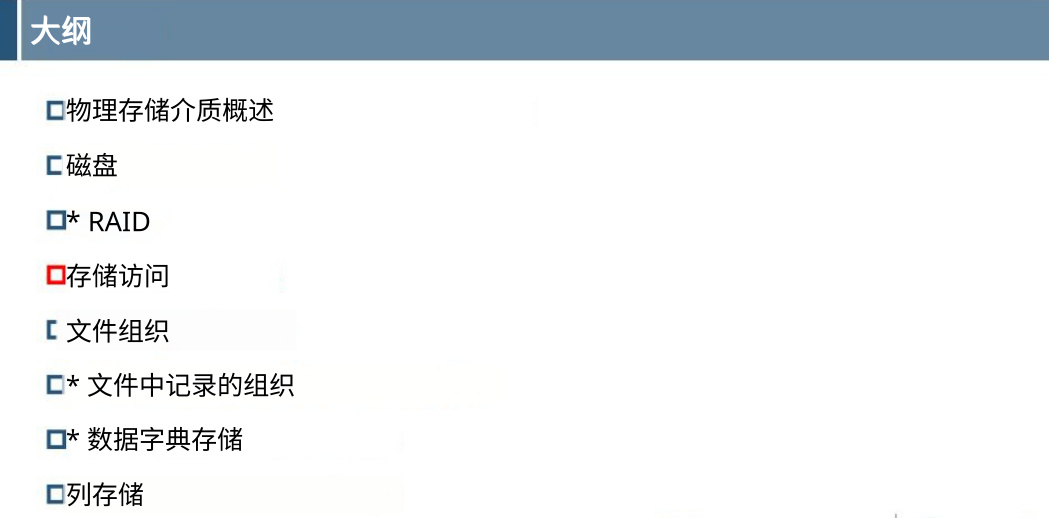 大纲
物理存储介质概述
磁盘
* RAID
存储访问
文件组织
* 文件中记录的组织
* 数据字典存储
列存储